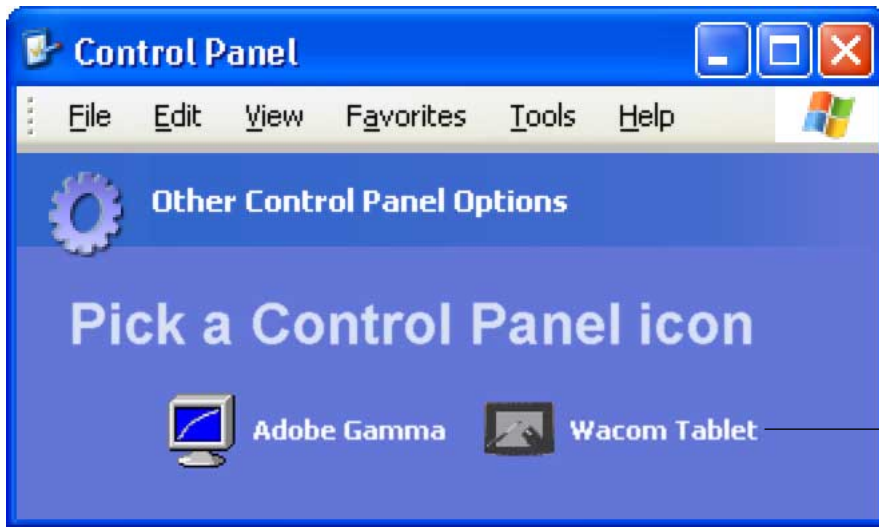 Control Panel
File Edit View Favorites Tools Help
Other Control Panel Options
Pick a Control Panel icon
Adobe Gamma Wacom Tablet